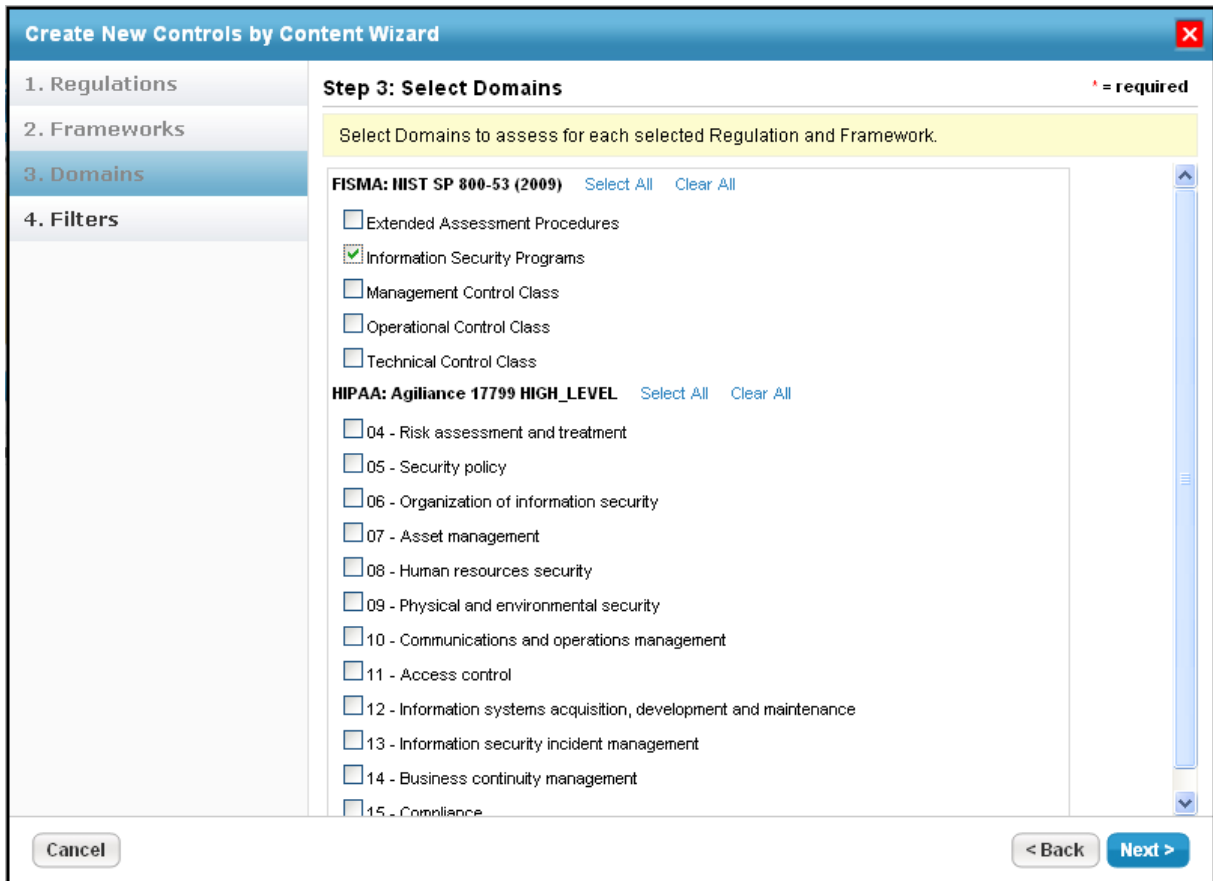 Create New Controls by Content Wizard
1. Regulations
2. Frameworks
3. Domains
4. Filters
Step 3: Select Domains
* = required
Select Domains to assess for each selected Regulation and Framework.
FISMA: NIST SP 800-53 (2009) Select All Clear All
Extended Assessment Procedures
Information Security Programs
Management Control Class
Operational Control Class
Technical Control Class
HIPAA: Agiliance 17799 HIGH_LEVEL Select All Clear All
04 - Risk assessment and treatment
05 - Security policy
06 - Organization of information security
07 - Asset management
08 - Human resources security
09 - Physical and environmental security
10 - Communications and operations management
11 - Access control
12 - Information systems acquisition, development and maintenance
13 - Information security incident management
14 - Business continuity management
15 - Compliance
Cancel
< Back
Next >